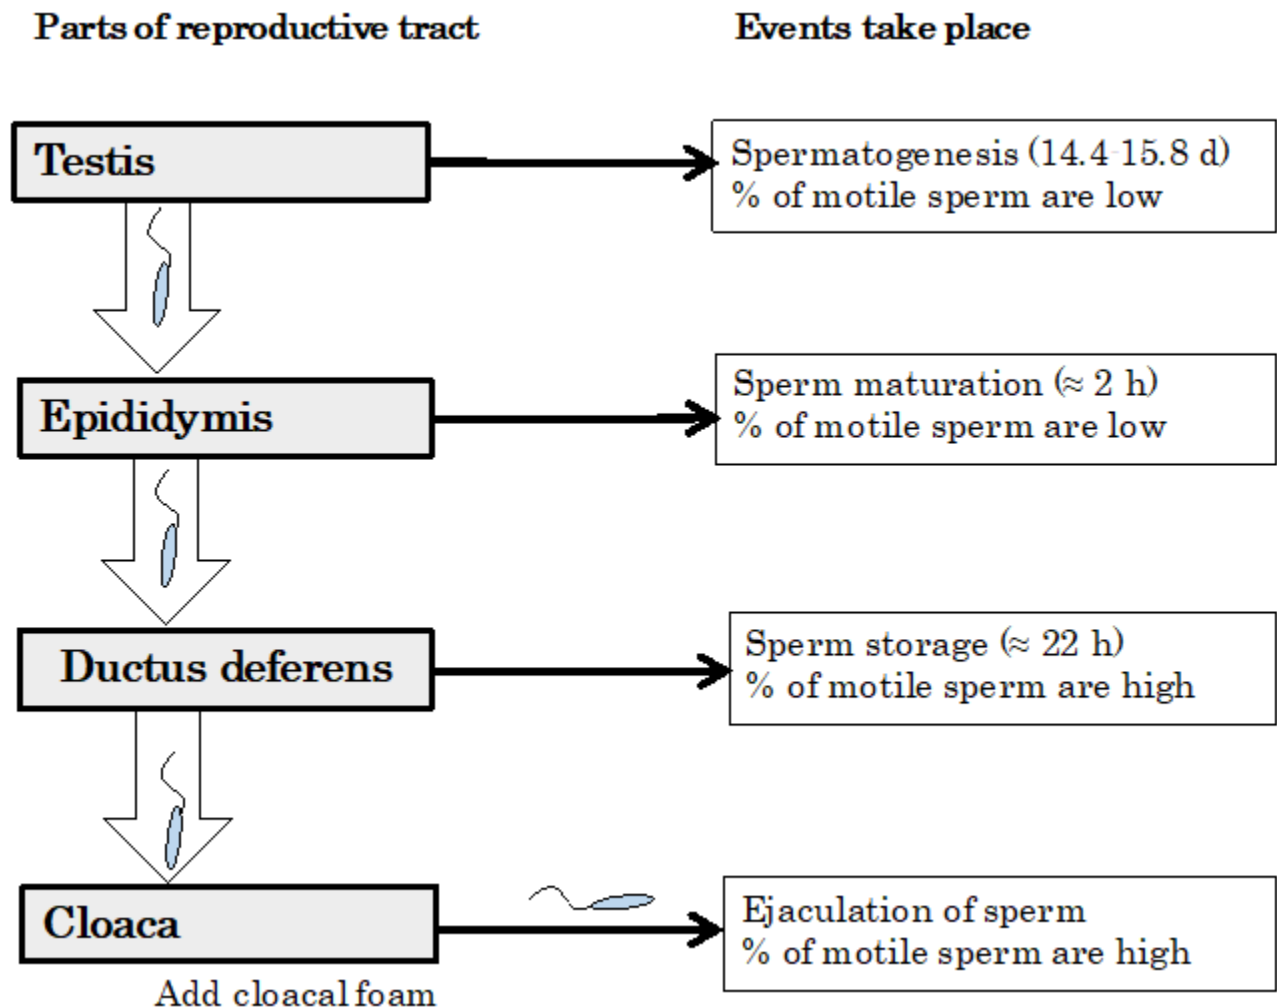 Parts of reproductive tract
Events take place
Testis
Spermatogenesis (14.4-15.8 d)
% of motile sperm are low
Epididymis
Sperm maturation (≈ 2 h)
% of motile sperm are low
Ductus deferens
Sperm storage (≈ 22 h)
% of motile sperm are high
Cloaca
Ejaculation of sperm
% of motile sperm are high
Add cloacal foam